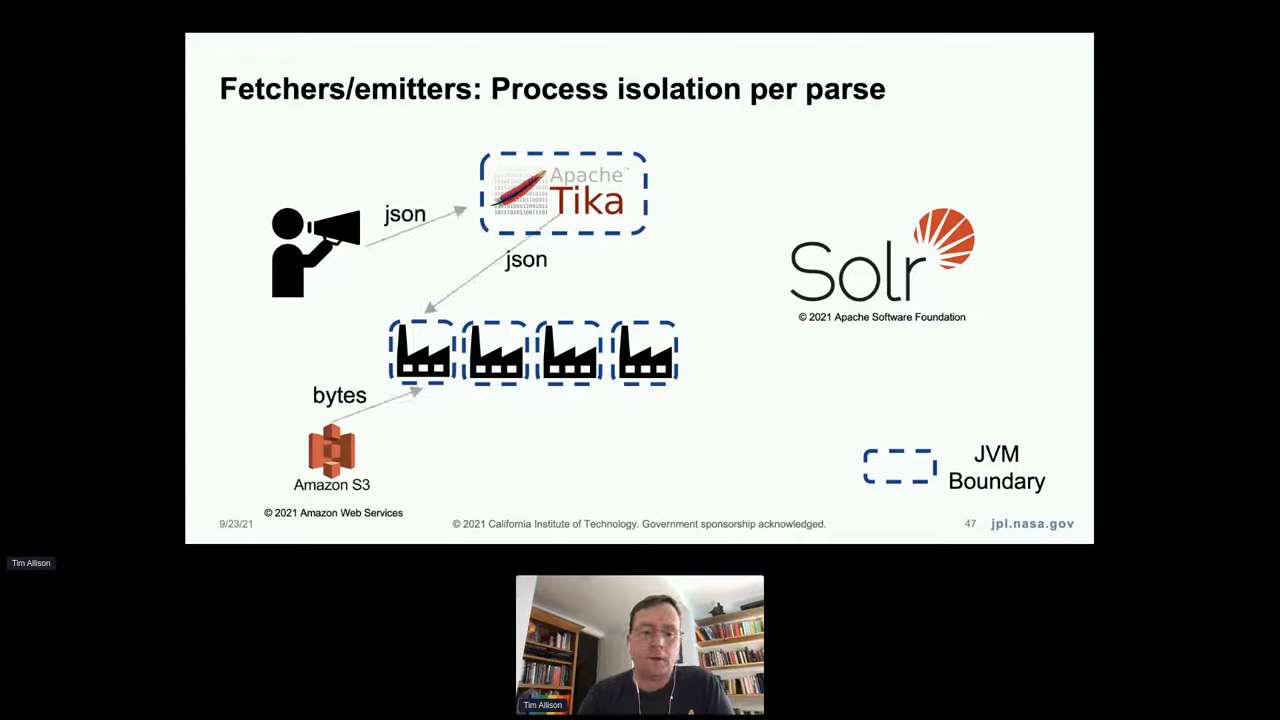 Fetchers/emitters: Process isolation per parse
Apache™
Tika
json
json
Solr
© 2021 Apache Software Foundation
bytes
Amazon S3
© 2021 Amazon Web Services
JVM
Boundary
9/23/21
© 2021 California Institute of Technology. Government sponsorship acknowledged.
47
jpl.nasa.gov
Tim Allison
Tim Allison